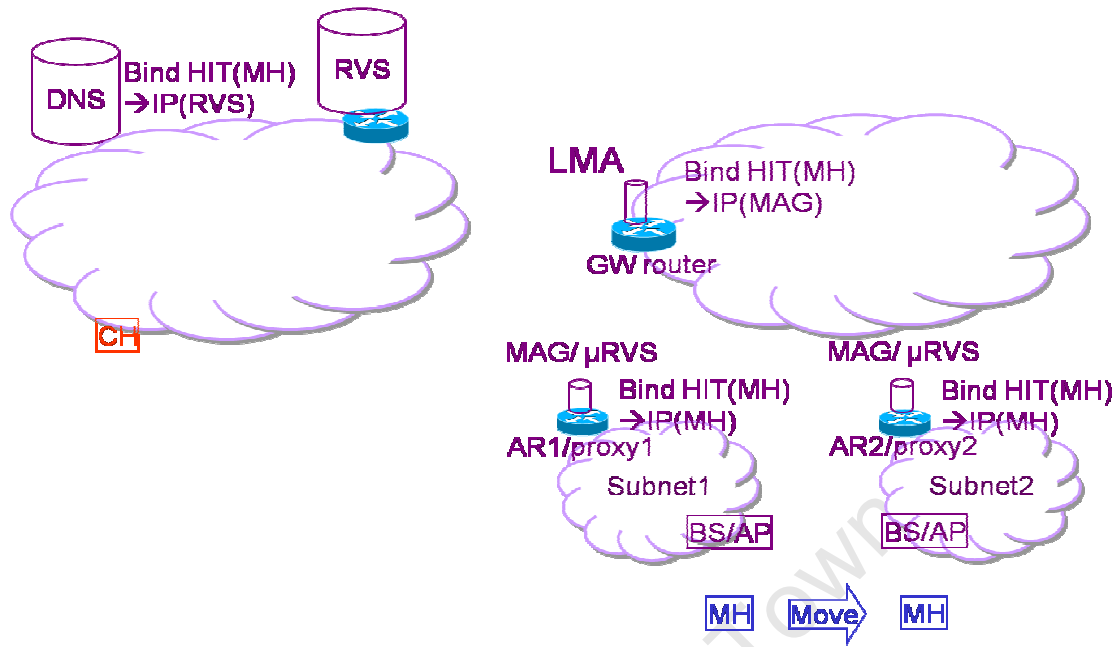 DNS
Bind HIT(MH)
→IP(RVS)
RVS
LMA
Bind HIT(MH)
→IP(MAG)
GW router
CH
MAG/ μRVS
Bind HIT(MH)
→IP(MH)
AR1/proxy1
Subnet1
BS/AP
MAG/ μRVS
Bind HIT(MH)
→IP(MH)
AR2/proxy2
Subnet2
BS/AP
MH
Move
MH
Town